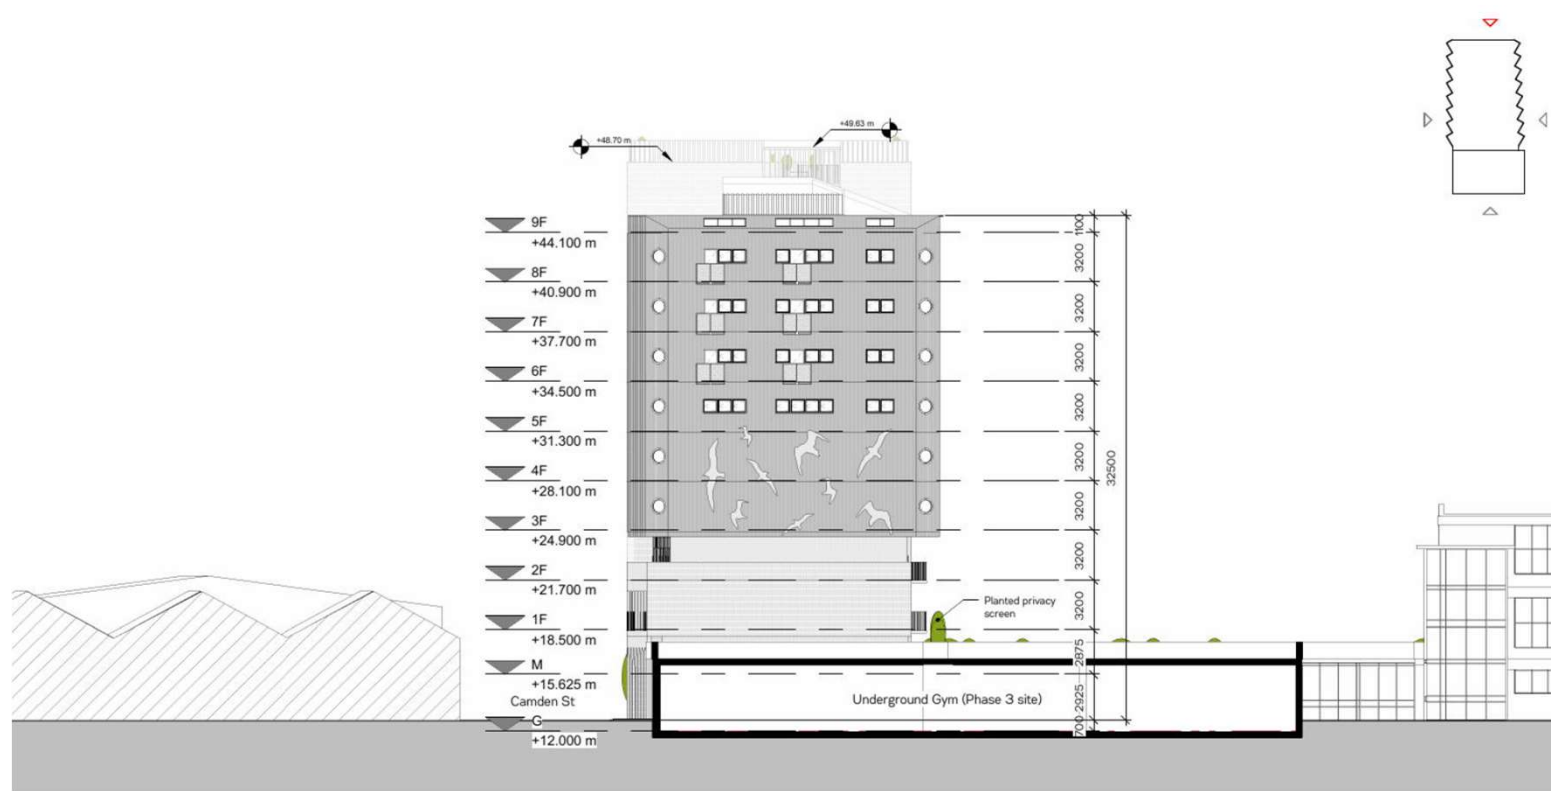 +48.70 m
+49.63 m
9F
+44.100 m
8F
+40.900 m
7F
+37.700 m
6F
+34.500 m
5F
+31.300 m
4F
+28.100 m
3F
+24.900 m
2F
+21.700 m
1F
+18.500 m
M
+15.625 m
Camden St
G
+12.000 m
Planted privacy
screen
Underground Gym (Phase 3 site)
1100
3200
3200
3200
3200
3200
3200
3200
3200
2875
2925
700
32500